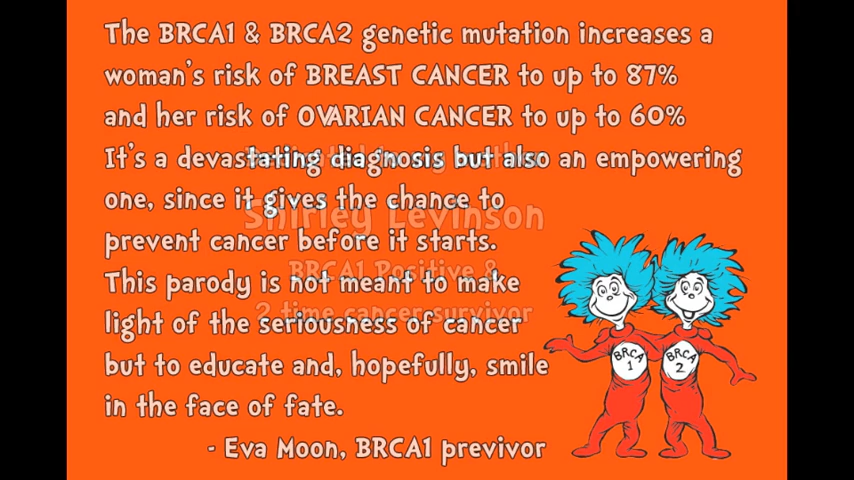 The BRCA1 & BRCA2 genetic mutation increases a
woman's risk of BREAST CANCER to up to 87%
and her risk of OVARIAN CANCER to up to 60%
It's a devastating diagnosis but also an empowering
one, since it gives the chance to
Shirley Levinson
prevent cancer before it starts.
BRCA1 Positive &
This parody is not meant to make
2 time cancer survivor
light of the seriousness of cancer
but to educate and, hopefully, smile
in the face of fate.
- Eva Moon, BRCA1 previvor
BRCA
1
BRCA
2